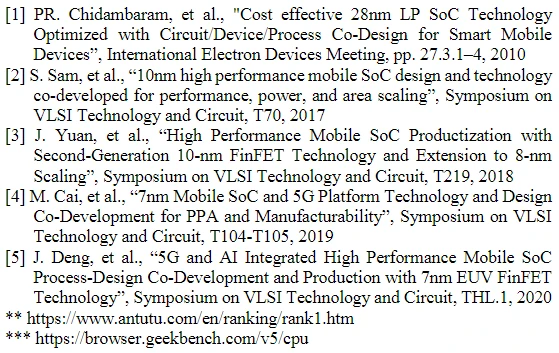 [1] PR. Chidambaram, et al., "Cost effective 28nm LP SoC Technology
Optimized with Circuit/Device/Process Co-Design for Smart Mobile
Devices”, International Electron Devices Meeting, pp. 27.3.1–4, 2010
[2] S. Sam, et al., “10nm high performance mobile SoC design and technology
co-developed for performance, power, and area scaling”, Symposium on
VLSI Technology and Circuit, T70, 2017
[3] J. Yuan, et al., “High Performance Mobile SoC Productization with
Second-Generation 10-nm FinFET Technology and Extension to 8-nm
Scaling”, Symposium on VLSI Technology and Circuit, T219, 2018
[4] M. Cai, et al., “7nm Mobile SoC and 5G Platform Technology and Design
Co-Development for PPA and Manufacturability”, Symposium on VLSI
Technology and Circuit, T104-T105, 2019
[5] J. Deng, et al., “5G and AI Integrated High Performance Mobile SoC
Process-Design Co-Development and Production with 7nm EUV FinFET
Technology”, Symposium on VLSI Technology and Circuit, THL.1, 2020
** https://www.antutu.com/en/ranking/rank1.htm
*** https://browser.geekbench.com/v5/cpu